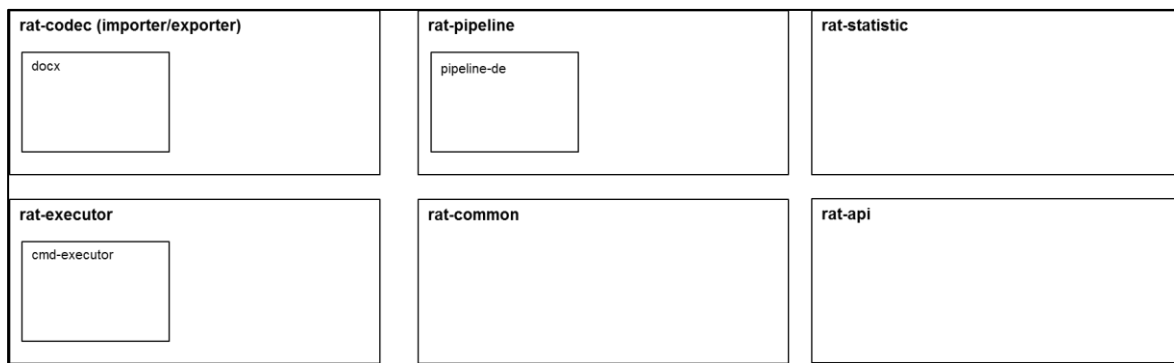 rat-codec (importer/exporter)
docx
rat-pipeline
pipeline-de
rat-statistic
rat-executor
cmd-executor
rat-common
rat-api